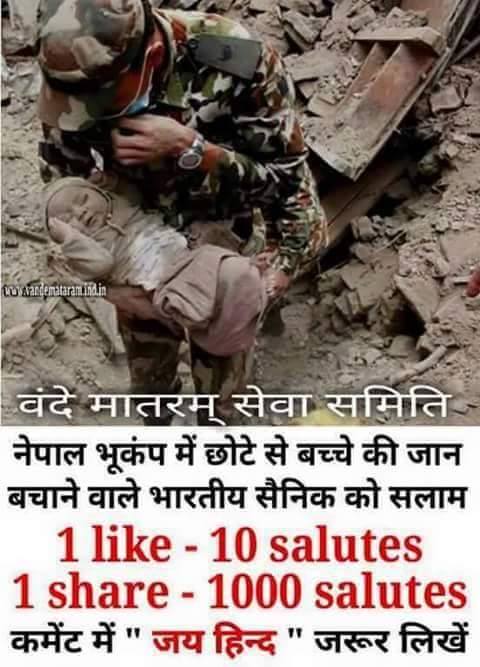 www.vandemataram.ind.in
वंदे मातरम् सेवा समिति
नेपाल भूकंप में छोटे से बच्चे की जान
बचाने वाले भारतीय सैनिक को सलाम
1 like - 10 salutes
1 share - 1000 salutes
कमेंट में " जय हिन्द " जरूर लिखें